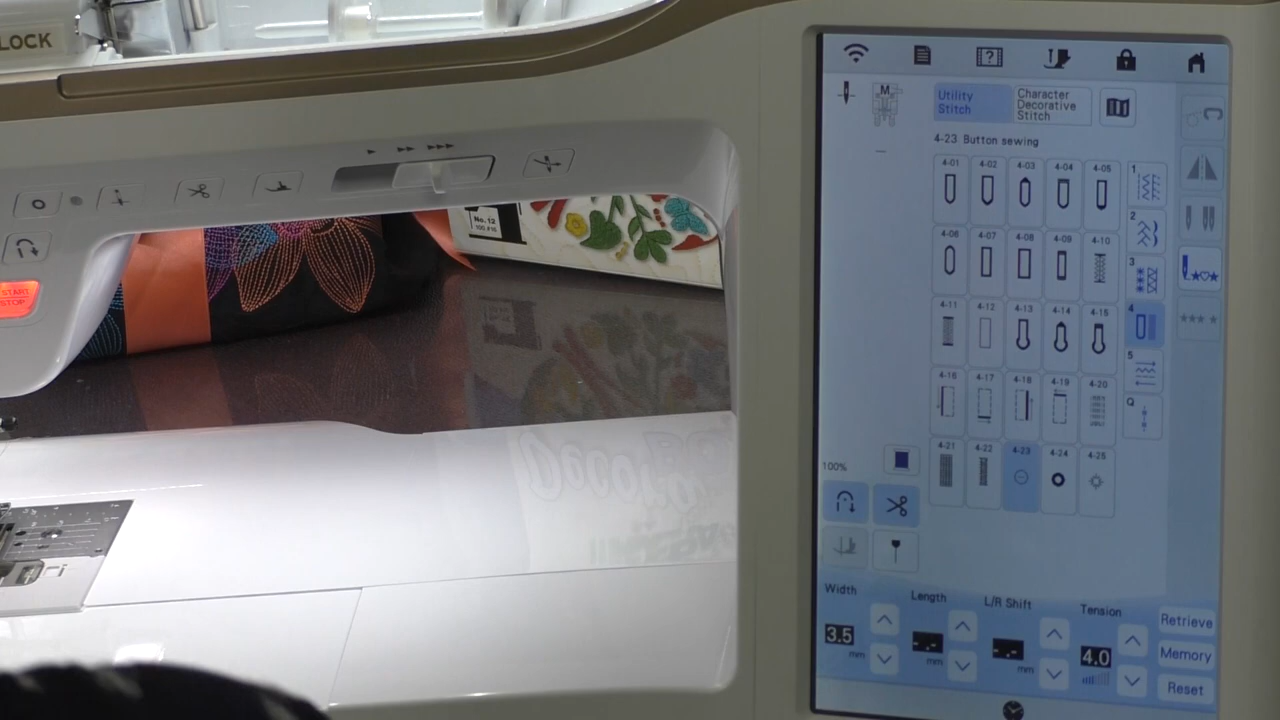 LOCK
START
STOP
No.12
M
Utility
Stitch
Character
Decorative
Stitch
4-23 Button sewing
4-01 4-02 4-03 4-04 4-05
4-06 4-07 4-08 4-09 4-10
4-11 4-12 4-13 4-14 4-15
4-16 4-17 4-18 4-19 4-20
4-21 4-22 4-23 4-24 4-25
1
2
3
4
5
Q
100%
Width
3.5
mm
Length
-.-
mm
L/R Shift
-.-
mm
Tension
4.0
Retrieve
Memory
Reset